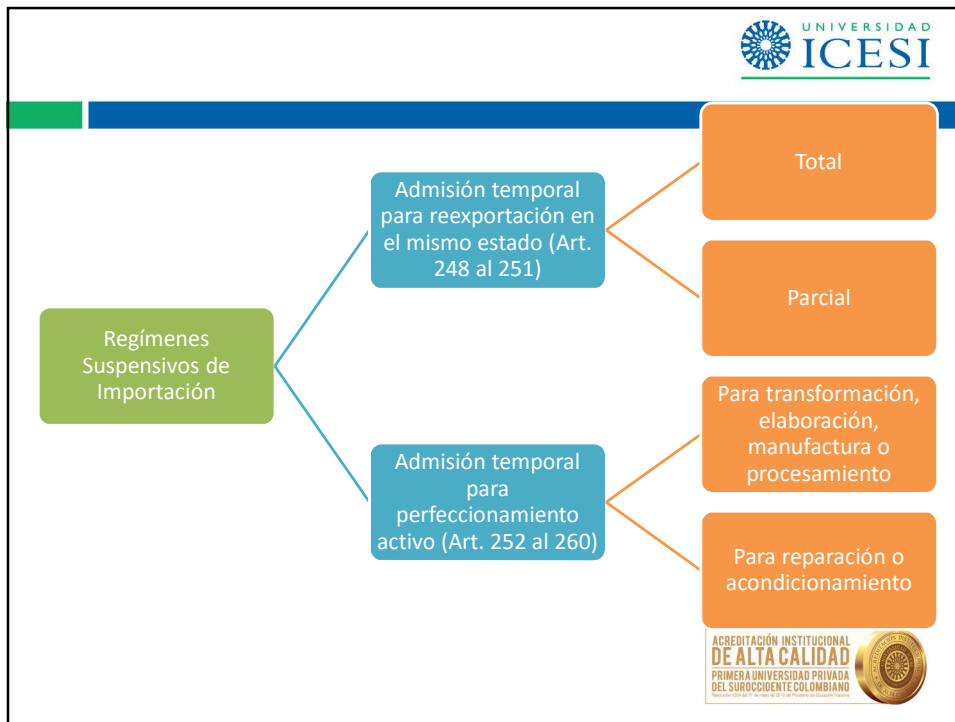 UNIVERSIDAD
ICESI
Total
Admisión temporal
para reexportación en
el mismo estado (Art.
248 al 251)
Parcial
Regímenes
Suspensivos de
Importación
Para transformación,
elaboración,
manufactura o
procesamiento
Admisión temporal
para
perfeccionamiento
activo (Art. 252 al 260)
Para reparación o
acondicionamiento
ACREDITACIÓN INSTITUCIONAL
DE ALTA CALIDAD
PRIMERA UNIVERSIDAD PRIVADA
DEL SUROCCIDENTE COLOMBIANO